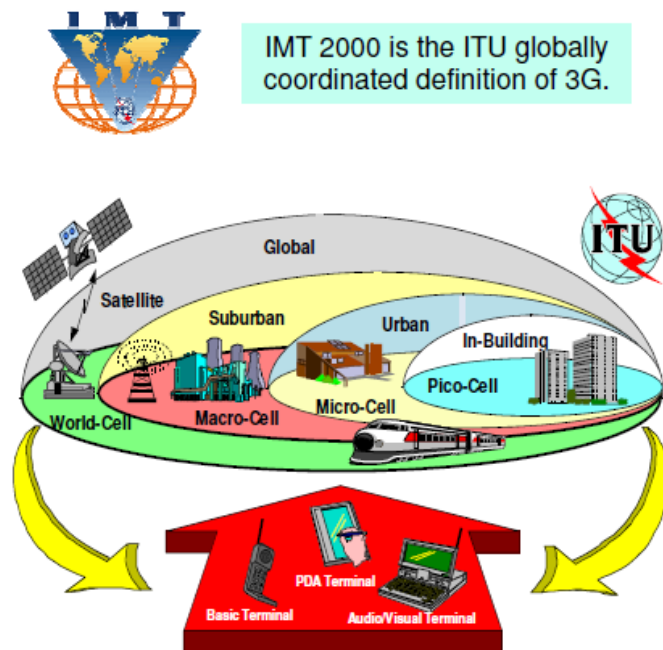 I M T
IMT 2000 is the ITU globally
coordinated definition of 3G.
Global
ITU
Satellite
Suburban
Urban
In-Building
Pico-Cell
Micro-Cell
Macro-Cell
World-Cell
PDA Terminal
Basic Terminal
Audio/Visual Terminal